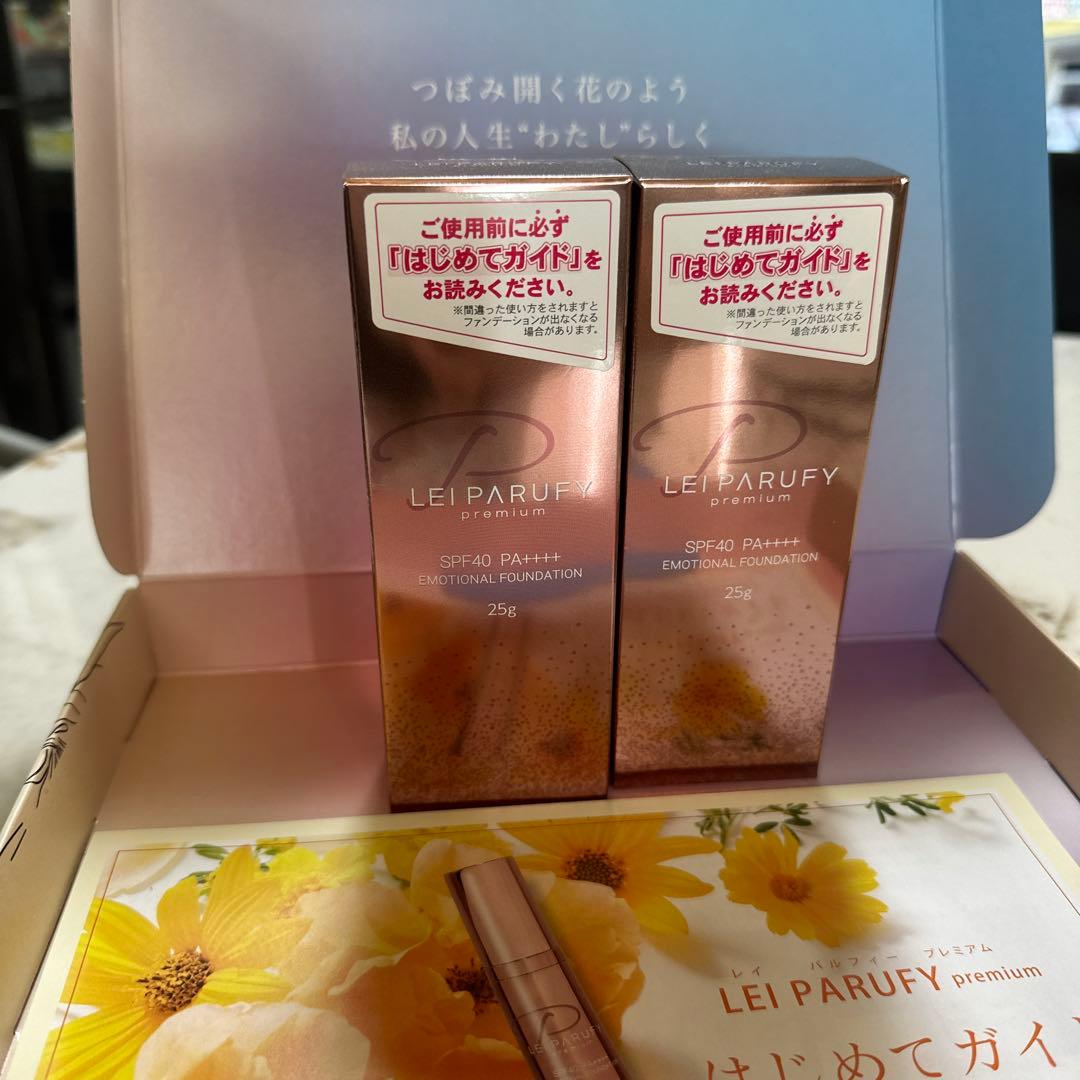 つぼみ開く花のよう
私の人生“わたし”らしく
LEI PARUFY
ご使用前に必ず
「はじめてガイド」を
お読みください。
※間違った使い方をされますと
ファンデーションが出なくなる
場合があります。
P
LEI PARUFY
premium
SPF40 PA++++
EMOTIONAL FOUNDATION
25g
LEI PARUFY
ご使用前に必ず
「はじめてガイド」を
お読みください。
※間違った使い方をされますと
ファンデーションが出なくなる
場合があります。
P
LEI PARUFY
premium
SPF40 PA++++
EMOTIONAL FOUNDATION
25g
レイ パルフィー プレミアム
LEI PARUFY premium
はじめてガイ
P
LEI PARUFY